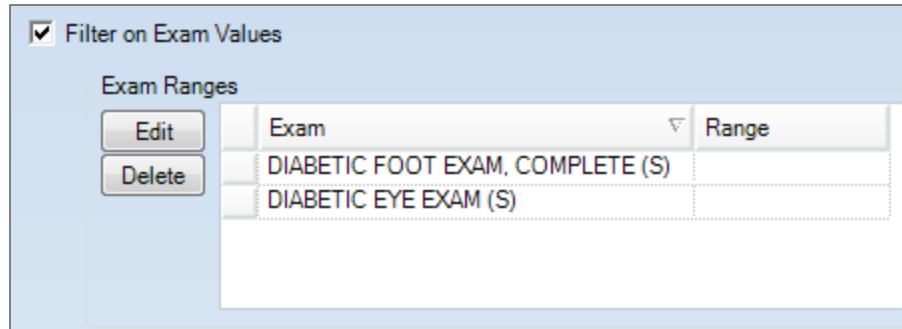 Filter on Exam Values
Exam Ranges
Edit
Delete
Exam Range
DIABETIC FOOT EXAM, COMPLETE (S)
DIABETIC EYE EXAM (S)